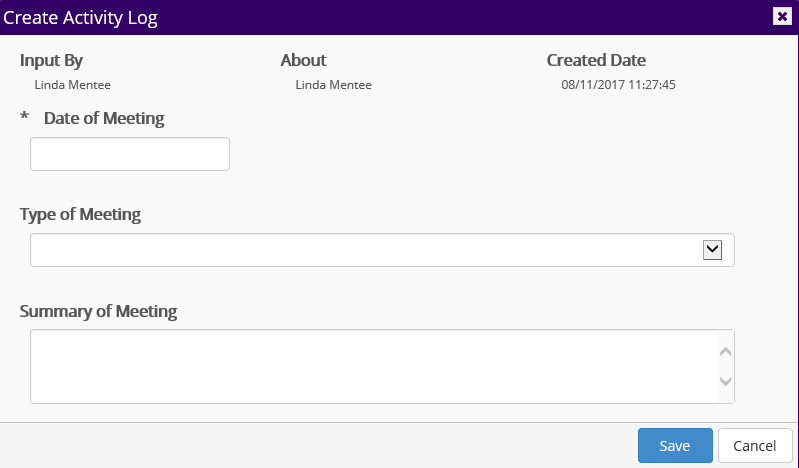 Create Activity Log
Input By About Created Date
Linda Mentee Linda Mentee 08/11/2017 11:27:45
* Date of Meeting
Type of Meeting
Summary of Meeting
Save Cancel